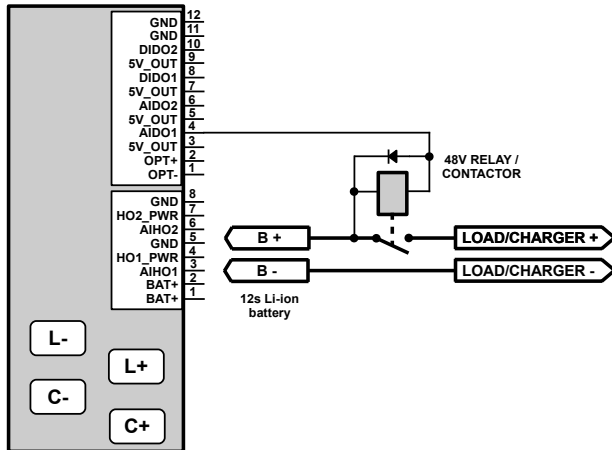 12
GND
11
GND
10
DIDO2
9
5V_OUT
8
DIDO1
7
5V_OUT
6
AIDO2
5
5V_OUT
4
AIDO1
3
5V_OUT
2
OPT+
1
OPT-
8
GND
7
HO2_PWR
6
AIHO2
5
GND
4
HO1_PWR
3
AIHO1
2
BAT+
1
BAT+
48V RELAY /
CONTACTOR
B +
LOAD/CHARGER +
B -
LOAD/CHARGER -
12s Li-ion
battery
L-
L+
C-
C+